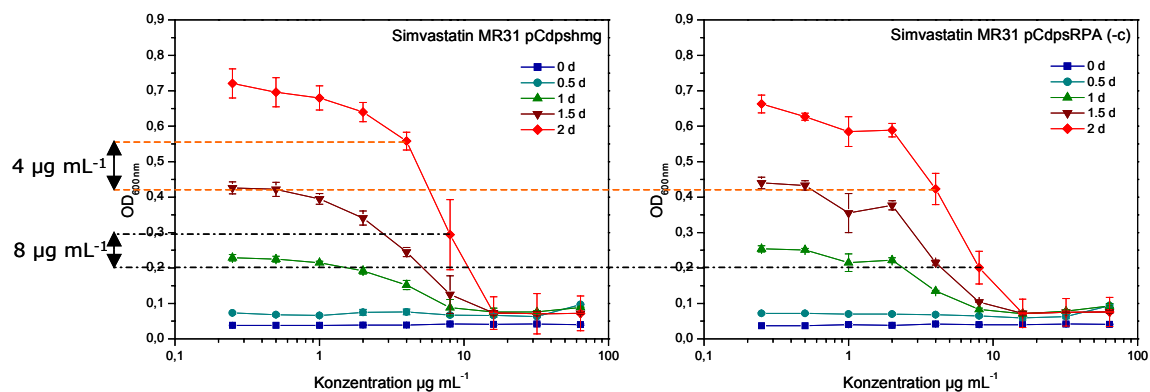 4 µg mL⁻¹
8 µg mL⁻¹
Simvastatin MR31 pCdpshmg
0 d
0.5 d
1 d
1.5 d
2 d
OD600 nm
0,9
0,8
0,7
0,6
0,5
0,4
0,3
0,2
0,1
0,0
0,1 1 10 100
Konzentration µg mL⁻¹
Simvastatin MR31 pCdpsRPA (-c)
0 d
0.5 d
1 d
1.5 d
2 d
OD600 nm
0,9
0,8
0,7
0,6
0,5
0,4
0,3
0,2
0,1
0,0
0,1 1 10 100
Konzentration µg mL⁻¹